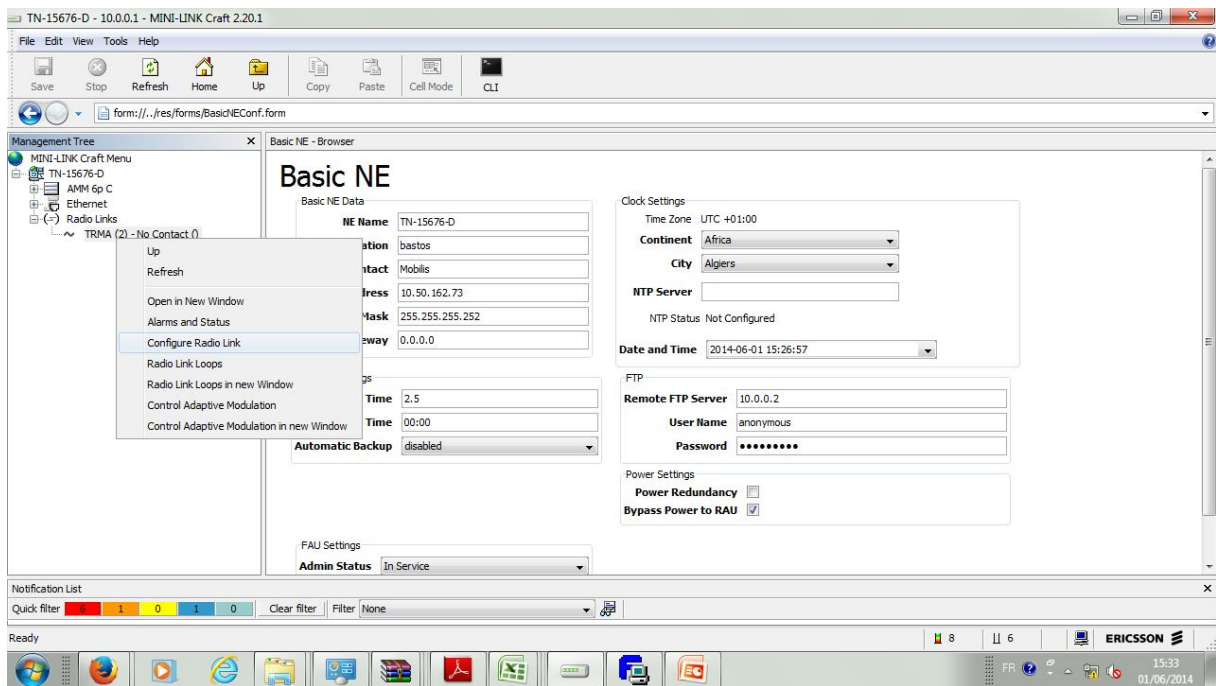 TN-15676-D - 10.0.0.1 - MINI-LINK Craft 2.20.1
File Edit View Tools Help
Save Stop Refresh Home Up Copy Paste Cell Mode CLI
form://../res/forms/BasicNEConf.form
Management Tree
MINI-LINK Craft Menu
TN-15676-D
AMM 6p C
Ethernet
Radio Links
TRMA (2) - No Contact ()
Up
Refresh
Open in New Window
Alarms and Status
Configure Radio Link
Radio Link Loops
Radio Link Loops in new Window
Control Adaptive Modulation
Control Adaptive Modulation in new Window
Basic NE - Browser
Basic NE
Basic NE Data
NE Name TN-15676-D
ation bastos
ntact Mobilis
dress 10.50.162.73
Mask 255.255.255.252
eway 0.0.0.0
gs
Time 2.5
Time 00:00
Automatic Backup disabled
FAU Settings
Admin Status In Service
Clock Settings
Time Zone UTC +01:00
Continent Africa
City Algiers
NTP Server
NTP Status Not Configured
Date and Time 2014-06-01 15:26:57
FTP
Remote FTP Server 10.0.0.2
User Name anonymous
Password •••••••••
Power Settings
Power Redundancy
Bypass Power to RAU
Notification List
Quick filter 6 1 0 1 0 Clear filter Filter None
Ready 8 6 ERICSSON
FR 15:33
01/06/2014